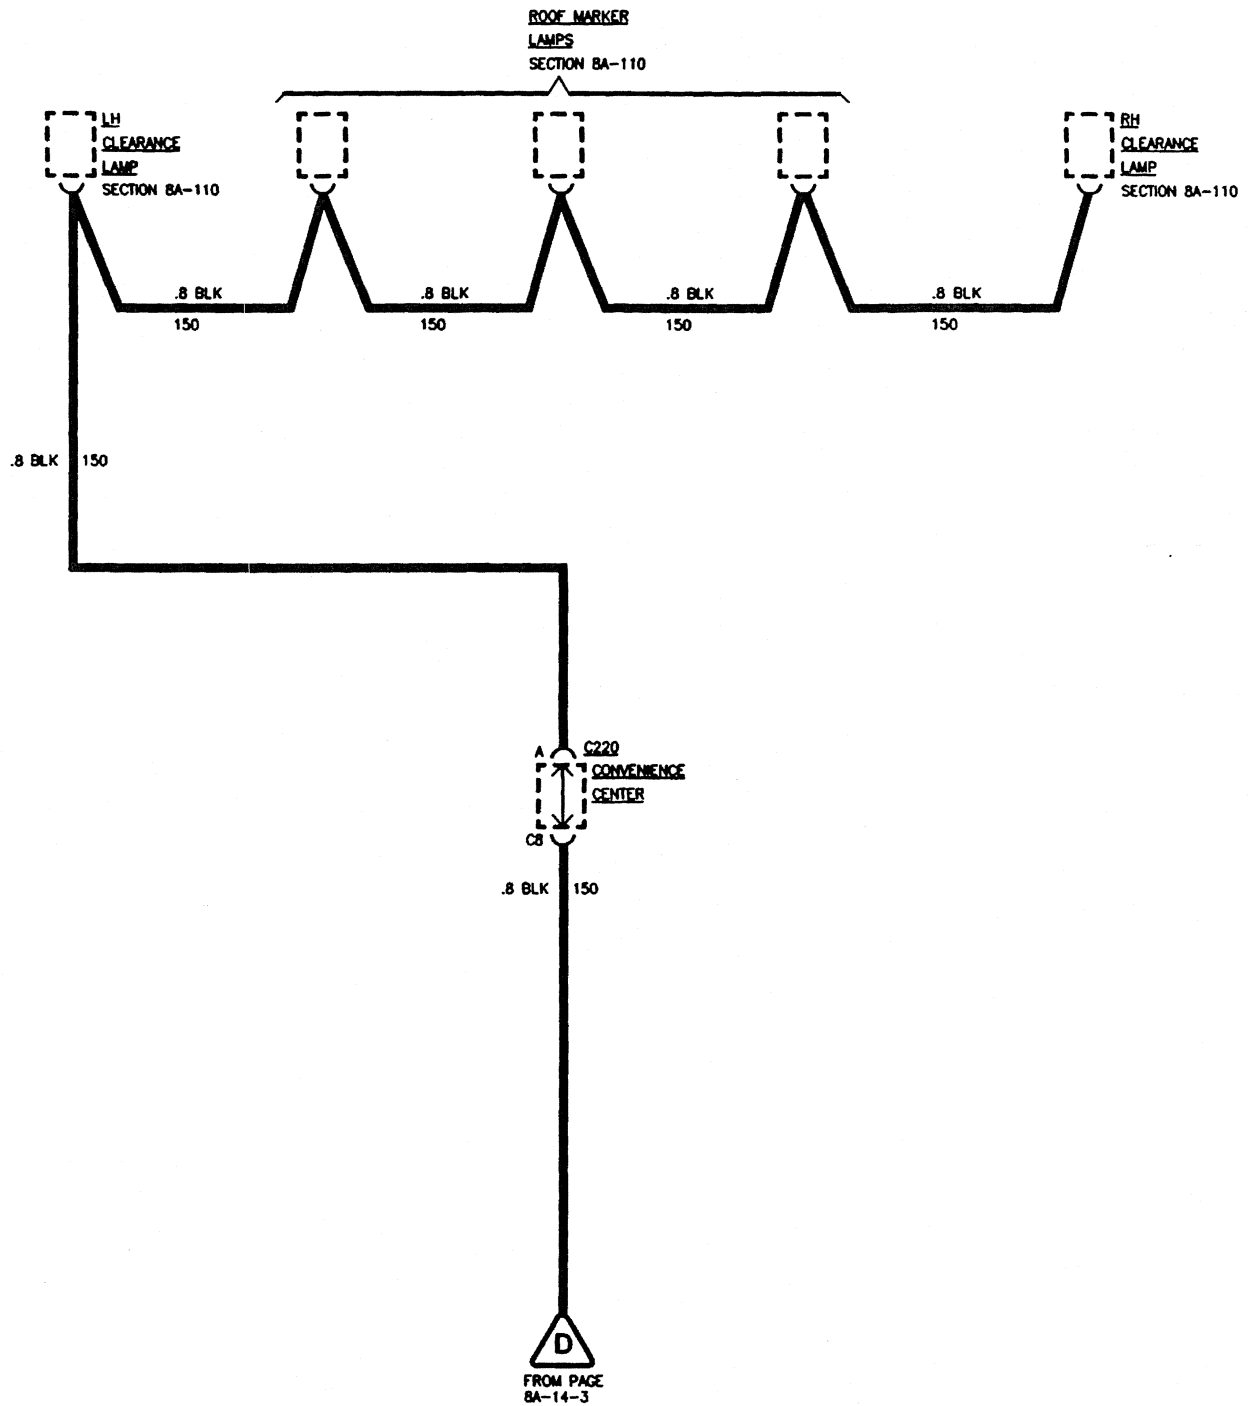 ROOF MARKER
LAMPS
SECTION 8A-110
LH
CLEARANCE
LAMP
SECTION 8A-110
RH
CLEARANCE
LAMP
SECTION 8A-110
.8 BLK
150
.8 BLK
150
.8 BLK
150
.8 BLK
150
.8 BLK 150
A C220
CONVENIENCE
CENTER
C8
.8 BLK 150
D
FROM PAGE
8A-14-3